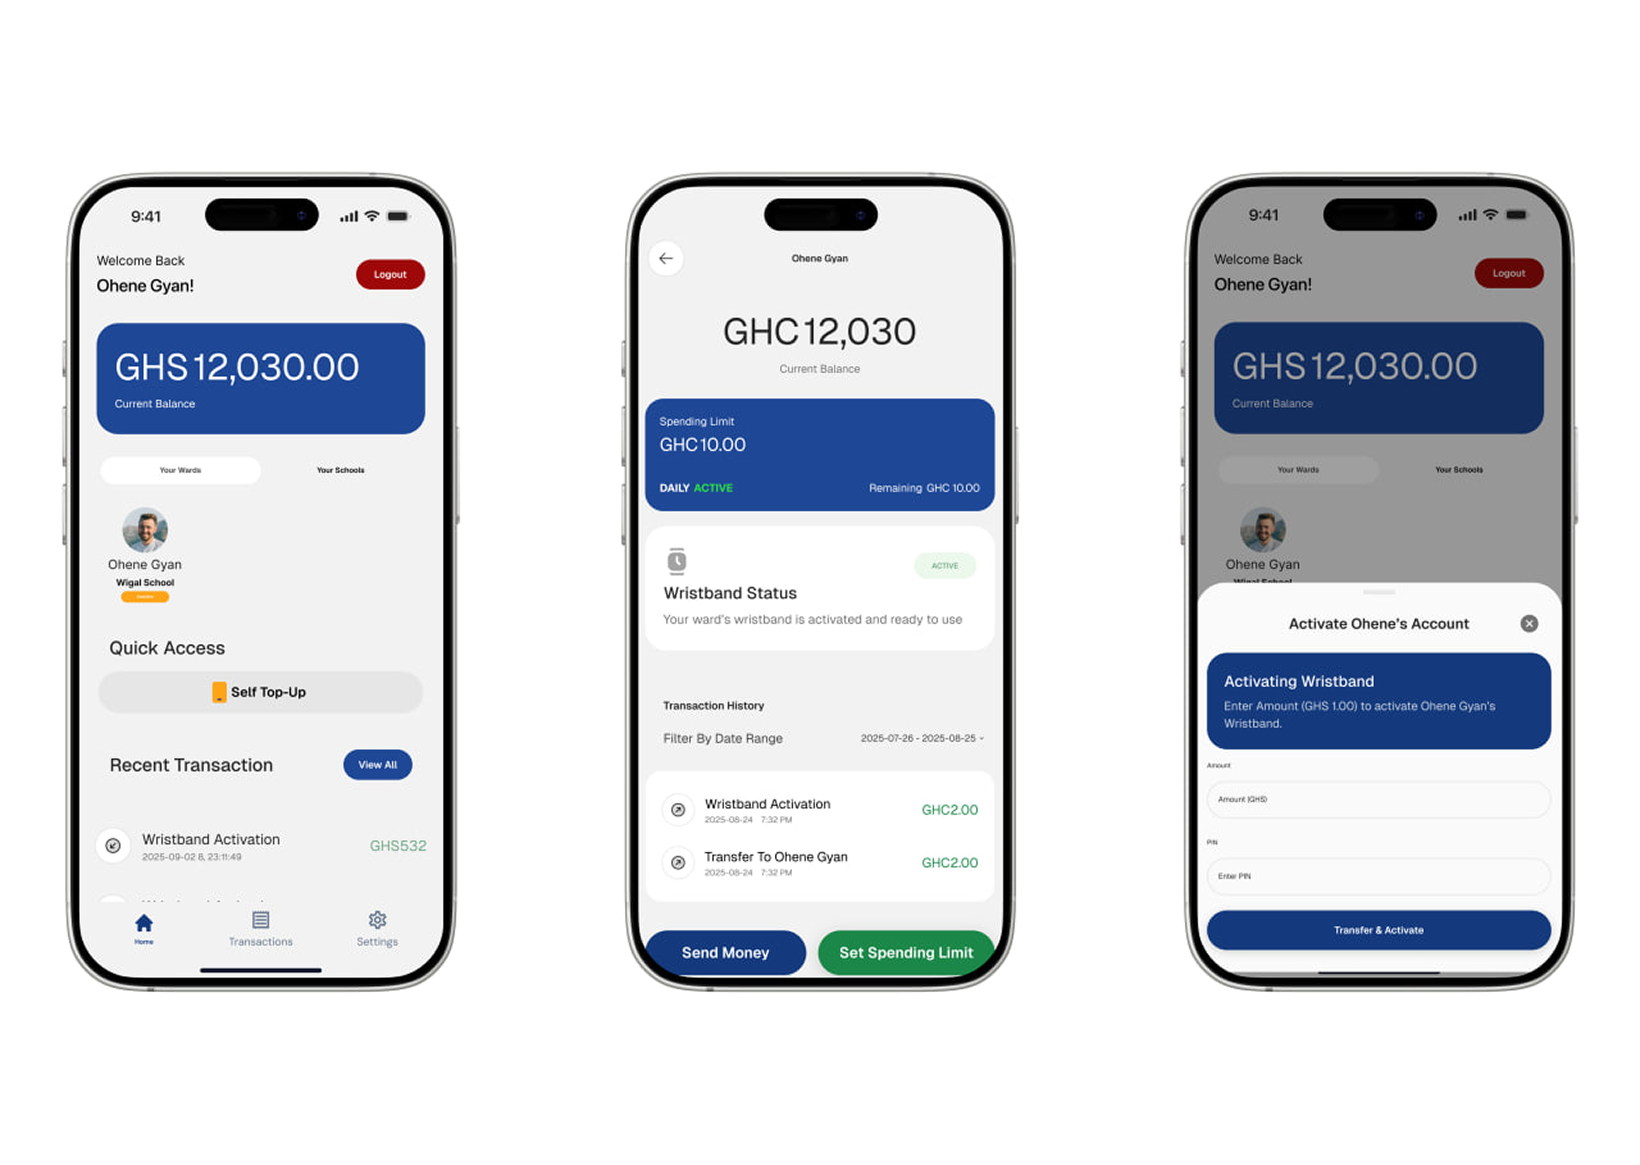 9:41
Welcome Back
Ohene Gyan!
Logout
GHS 12,030.00
Current Balance
Your Wards
Your Schools
Ohene Gyan
Wigal School
Quick Access
Self Top-Up
Recent Transaction
View All
Wristband Activation
GHS532
2025-09-02 8, 23:11:49
Home
Transactions
Settings
Ohene Gyan
GHC 12,030
Current Balance
Spending Limit
GHC 10.00
DAILY ACTIVE
Remaining GHC 10.00
ACTIVE
Wristband Status
Your ward's wristband is activated and ready to use
Transaction History
Filter By Date Range
2025-07-26 - 2025-08-25
Wristband Activation
GHC2.00
2025-08-24 7:32 PM
Transfer To Ohene Gyan
GHC2.00
2025-08-24 7:32 PM
Send Money
Set Spending Limit
9:41
Welcome Back
Ohene Gyan!
Logout
GHS 12,030.00
Current Balance
Your Wards
Your Schools
Ohene Gyan
Wigal School
Activate Ohene's Account
Activating Wristband
Enter Amount (GHS 1.00) to activate Ohene Gyan's
Wristband.
Amount
Amount (GHS)
PIN
Enter PIN
Transfer & Activate